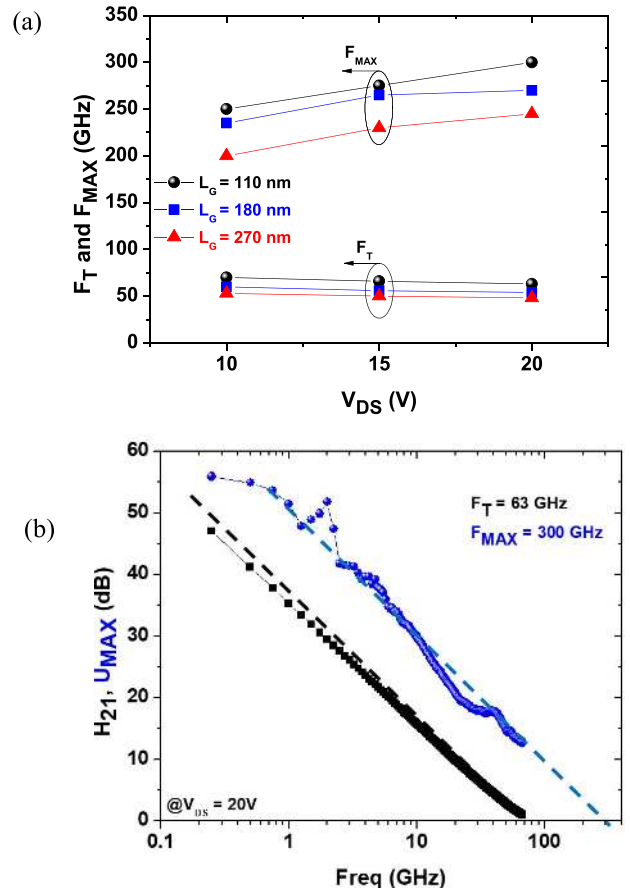 (a)
350
300
250
200
150
100
50
0
F_T and F_MAX (GHz)
F_MAX
L_G = 110 nm
L_G = 180 nm
L_G = 270 nm
F_T
10
15
20
V_DS (V)
(b)
60
50
40
30
20
10
0
H_21, U_MAX (dB)
F_T = 63 GHz
F_MAX = 300 GHz
@V_DS = 20V
0.1
1
10
100
Freq (GHz)